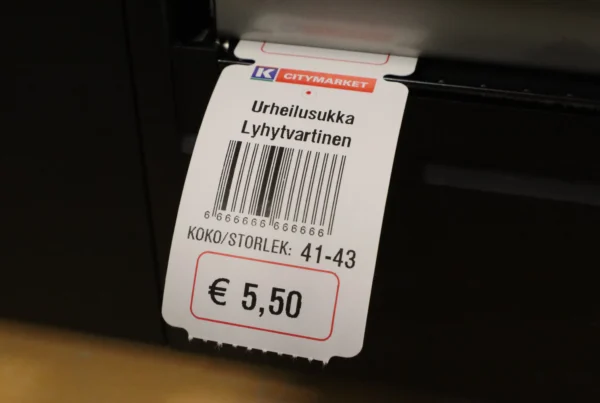 K CITYMARKET
Urheilusukka
Lyhytvartinen
6 666666 666666
KOKO/STORLEK: 41-43
€ 5,50